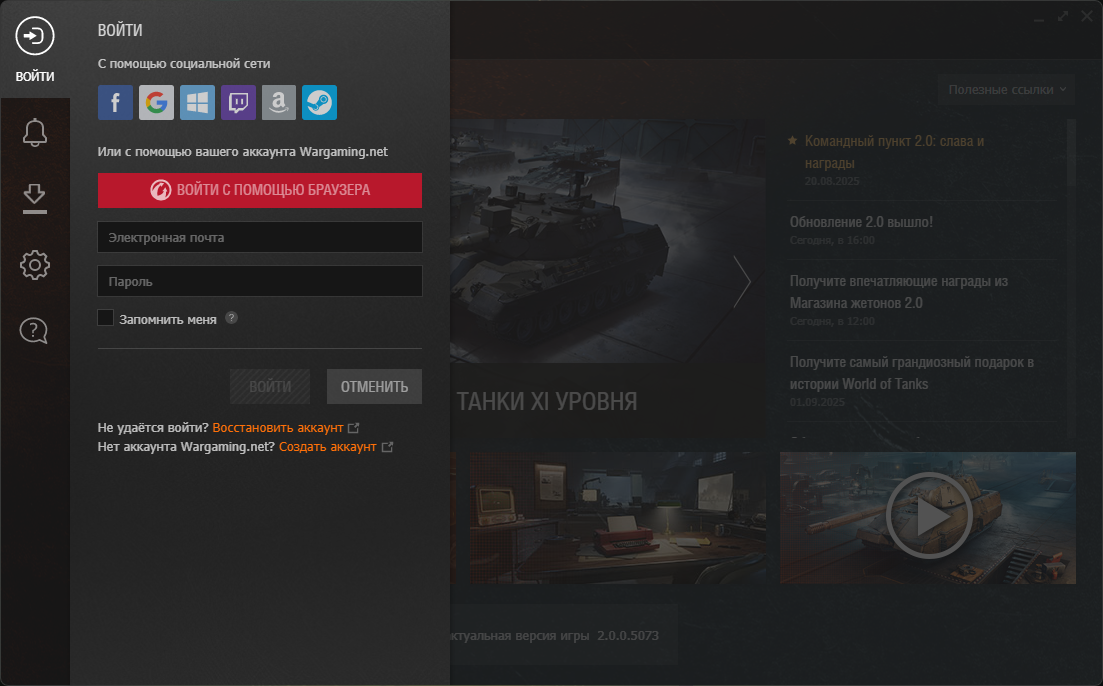 ВОЙТИ
ВОЙТИ
С помощью социальной сети
Или с помощью вашего аккаунта Wargaming.net
ВОЙТИ С ПОМОЩЬЮ БРАУЗЕРА
Электронная почта
Пароль
Запомнить меня ?
ВОЙТИ
ОТМЕНИТЬ
Не удаётся войти? Восстановить аккаунт
Нет аккаунта Wargaming.net? Создать аккаунт
Полезные ссылки
Командный пункт 2.0: слава и
награды
20.08.2025
Обновление 2.0 вышло!
Сегодня, в 16:00
Получите впечатляющие награды из
Магазина жетонов 2.0
Сегодня, в 12:00
Получите самый грандиозный подарок в
истории World of Tanks
01.09.2025
ТАНКИ XI УРОВНЯ
ктуальная версия игры 2.0.0.5073